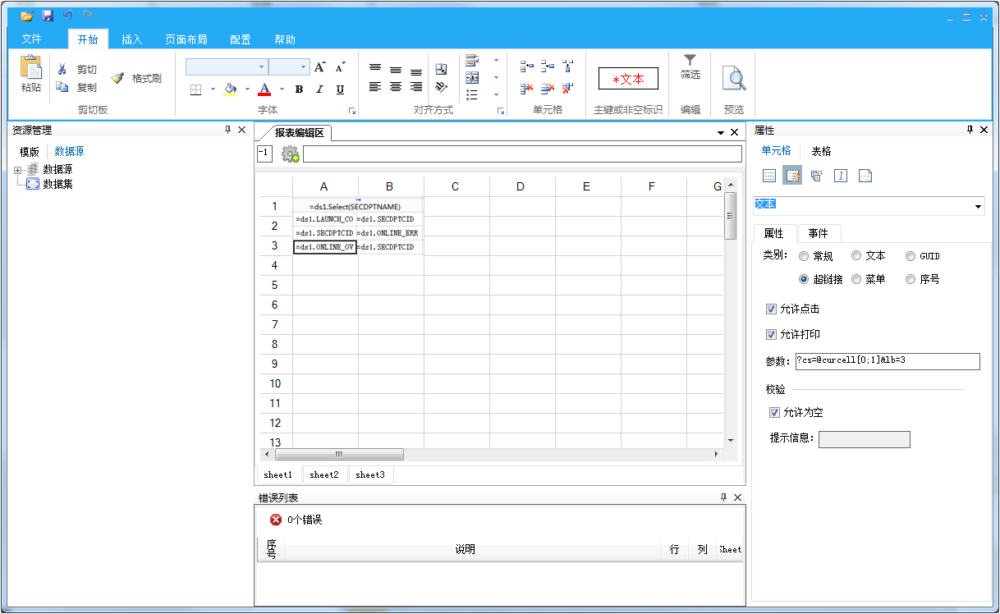 文件 开始 插入 页面布局 配置 帮助
粘贴 剪切 复制 格式刷
*文本
筛选
剪切板 字体 对齐方式 单元格 主键或非空标识 编辑 预览
资源管理
模版 数据源
数据源
数据集
报表编辑区
-1
A B C D E F G
1 =ds1.Select(SECDPTNAME)
=ds1.LAUNCH_CO =ds1.SECDPTCID
2
=ds1.SECDPTCID =ds1.ONLINE_ERR
3 =ds1.ONLINE_OV =ds1.SECDPTCID
4
5
6
7
8
9
10
11
12
13
sheet1 sheet2 sheet3
错误列表
0个错误
序号 说明 行 列 Sheet
属性
单元格 表格
文本
属性 事件
类别: 常规 文本 GUID
超链接 菜单 序号
允许点击
允许打印
参数: ?cs=@curcell[0;1]&lb=3
校验
允许为空
提示信息: